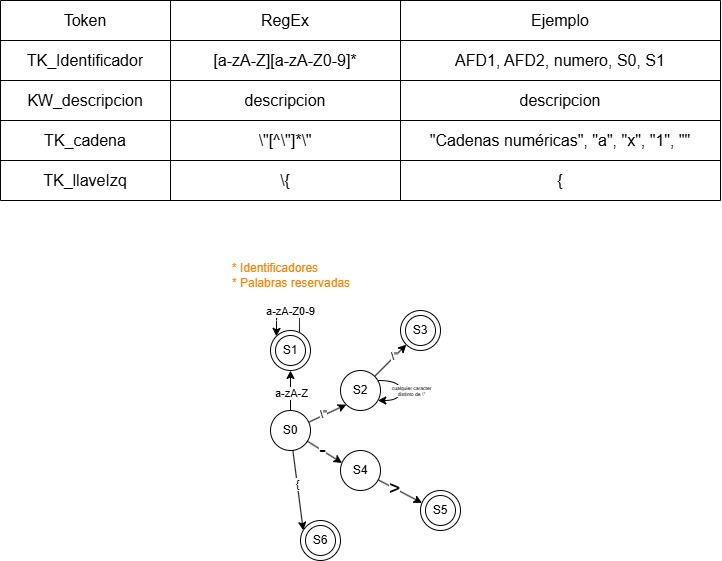 Token RegEx Ejemplo
TK_Identificador [a-zA-Z][a-zA-Z0-9]* AFD1, AFD2, numero, S0, S1
KW_descripcion descripcion descripcion
TK_cadena \"[^\"]*\" "Cadenas numéricas", "a", "x", "1", ""
TK_llaveIzq \{ {
* Identificadores
* Palabras reservadas
a-zA-Z0-9
S3
S1
\"
S2
cualquier caracter
distinto de \"
a-zA-Z
\"
S0
-
S4
{
>
S5
S6